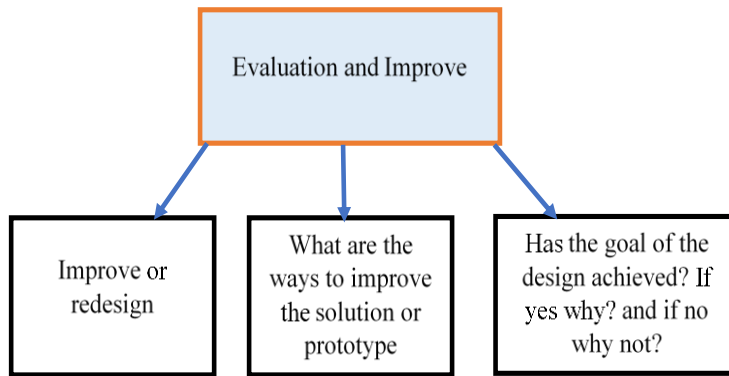 Evaluation and Improve
Improve or
redesign
What are the
ways to improve
the solution or
prototype
Has the goal of the
design achieved? If
yes why? and if no
why not?